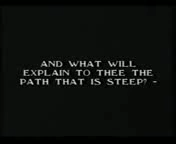 AND WHAT WILL
EXPLAIN TO THEE THE
PATH THAT IS STEEP? -